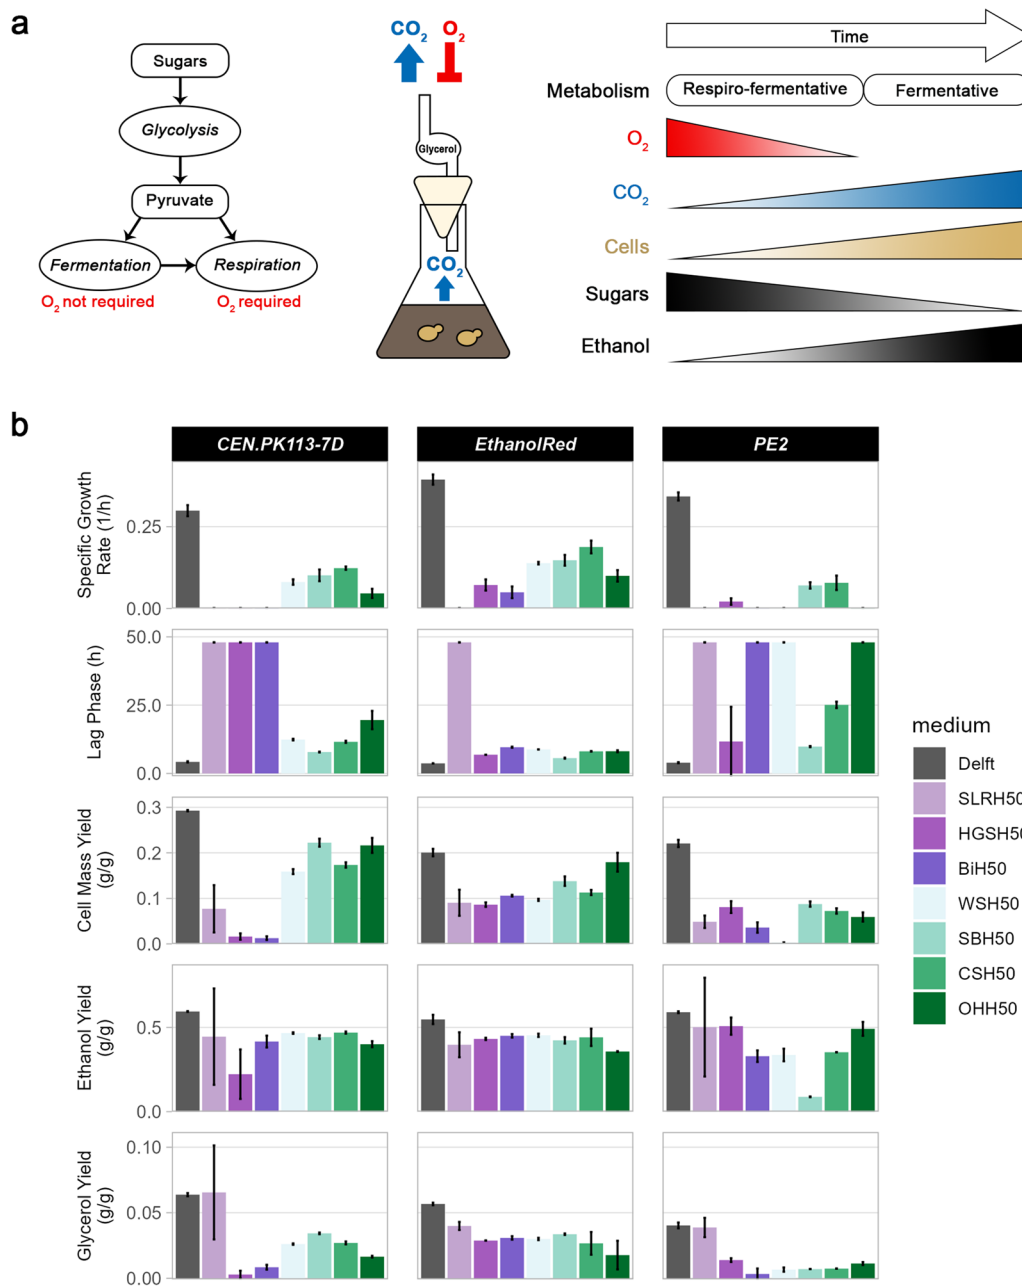 a
Sugars
Glycolysis
Pyruvate
Fermentation
Respiration
O2 not required
O2 required
CO2
O2
Glycerol
CO2
Time
Metabolism
Respiro-fermentative
Fermentative
O2
CO2
Cells
Sugars
Ethanol
b
CEN.PK113-7D
EthanolRed
PE2
Specific Growth
Rate (1/h)
0.25
0.00
Lag Phase (h)
50.0
25.0
0.0
Cell Mass Yield
(g/g)
0.3
0.2
0.1
0.0
Ethanol Yield
(g/g)
0.5
0.0
Glycerol Yield
(g/g)
0.10
0.05
0.00
medium
Delft
SLRH50
HGSH50
BiH50
WSH50
SBH50
CSH50
OHH50